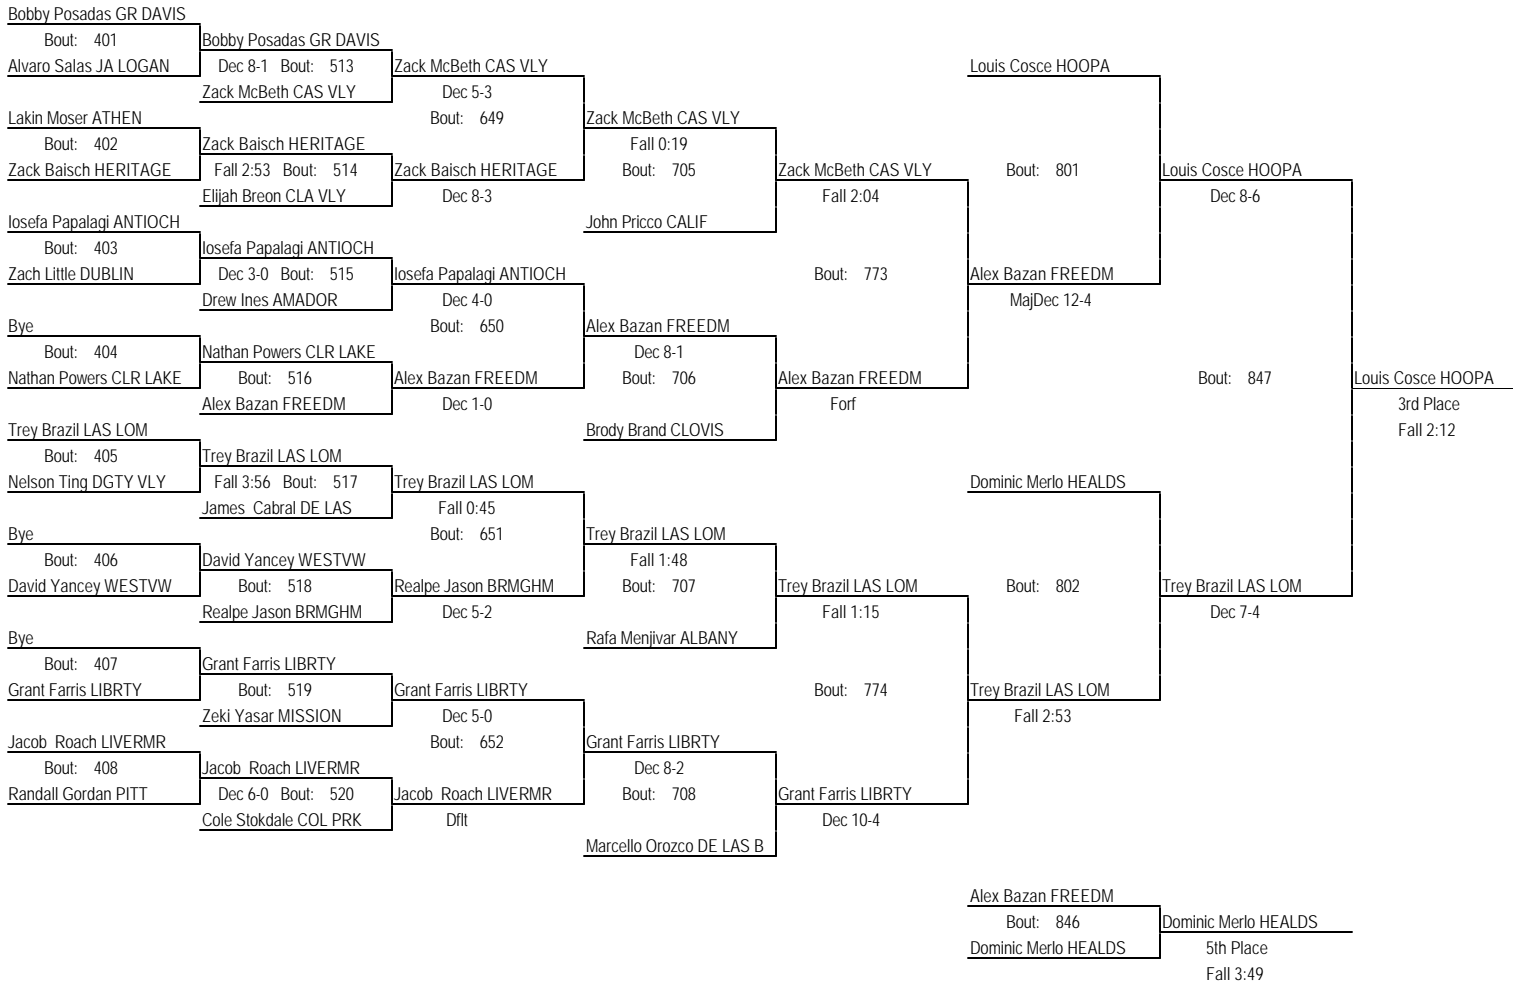 Bobby Posadas GR DAVIS
Bout: 401
Bobby Posadas GR DAVIS
Alvaro Salas JA LOGAN
Dec 8-1 Bout: 513
Zack McBeth CAS VLY
Louis Cosce HOOPA
Zack McBeth CAS VLY
Dec 5-3
Lakin Moser ATHEN
Bout: 649
Zack McBeth CAS VLY
Bout: 402
Zack Baisch HERITAGE
Fall 0:19
Zack Baisch HERITAGE
Fall 2:53 Bout: 514
Zack Baisch HERITAGE
Bout: 705
Zack McBeth CAS VLY
Bout: 801
Louis Cosce HOOPA
Elijah Breon CLA VLY
Dec 8-3
Fall 2:04
Dec 8-6
Iosefa Papalagi ANTIOCH
John Pricco CALIF
Bout: 403
Iosefa Papalagi ANTIOCH
Zach Little DUBLIN
Dec 3-0 Bout: 515
Iosefa Papalagi ANTIOCH
Bout: 773
Alex Bazan FREEDM
Drew Ines AMADOR
Dec 4-0
MajDec 12-4
Bye
Bout: 650
Alex Bazan FREEDM
Bout: 404
Nathan Powers CLR LAKE
Dec 8-1
Nathan Powers CLR LAKE
Bout: 516
Alex Bazan FREEDM
Bout: 706
Alex Bazan FREEDM
Bout: 847
Louis Cosce HOOPA
Alex Bazan FREEDM
Dec 1-0
Forf
3rd Place
Trey Brazil LAS LOM
Brody Brand CLOVIS
Fall 2:12
Bout: 405
Trey Brazil LAS LOM
Nelson Ting DGTY VLY
Fall 3:56 Bout: 517
Trey Brazil LAS LOM
Dominic Merlo HEALDS
James Cabral DE LAS
Fall 0:45
Bye
Bout: 651
Trey Brazil LAS LOM
Bout: 406
David Yancey WESTVW
Fall 1:48
David Yancey WESTVW
Bout: 518
Realpe Jason BRMGHM
Bout: 707
Trey Brazil LAS LOM
Bout: 802
Trey Brazil LAS LOM
Realpe Jason BRMGHM
Dec 5-2
Fall 1:15
Dec 7-4
Bye
Rafa Menjivar ALBANY
Bout: 407
Grant Farris LIBRTY
Grant Farris LIBRTY
Bout: 519
Grant Farris LIBRTY
Bout: 774
Trey Brazil LAS LOM
Zeki Yasar MISSION
Dec 5-0
Fall 2:53
Jacob Roach LIVERMR
Bout: 652
Grant Farris LIBRTY
Bout: 408
Jacob Roach LIVERMR
Dec 8-2
Randall Gordan PITT
Dec 6-0 Bout: 520
Jacob Roach LIVERMR
Bout: 708
Grant Farris LIBRTY
Cole Stokdale COL PRK
Dflt
Dec 10-4
Marcello Orozco DE LAS B
Alex Bazan FREEDM
Bout: 846
Dominic Merlo HEALDS
Dominic Merlo HEALDS
5th Place
Fall 3:49